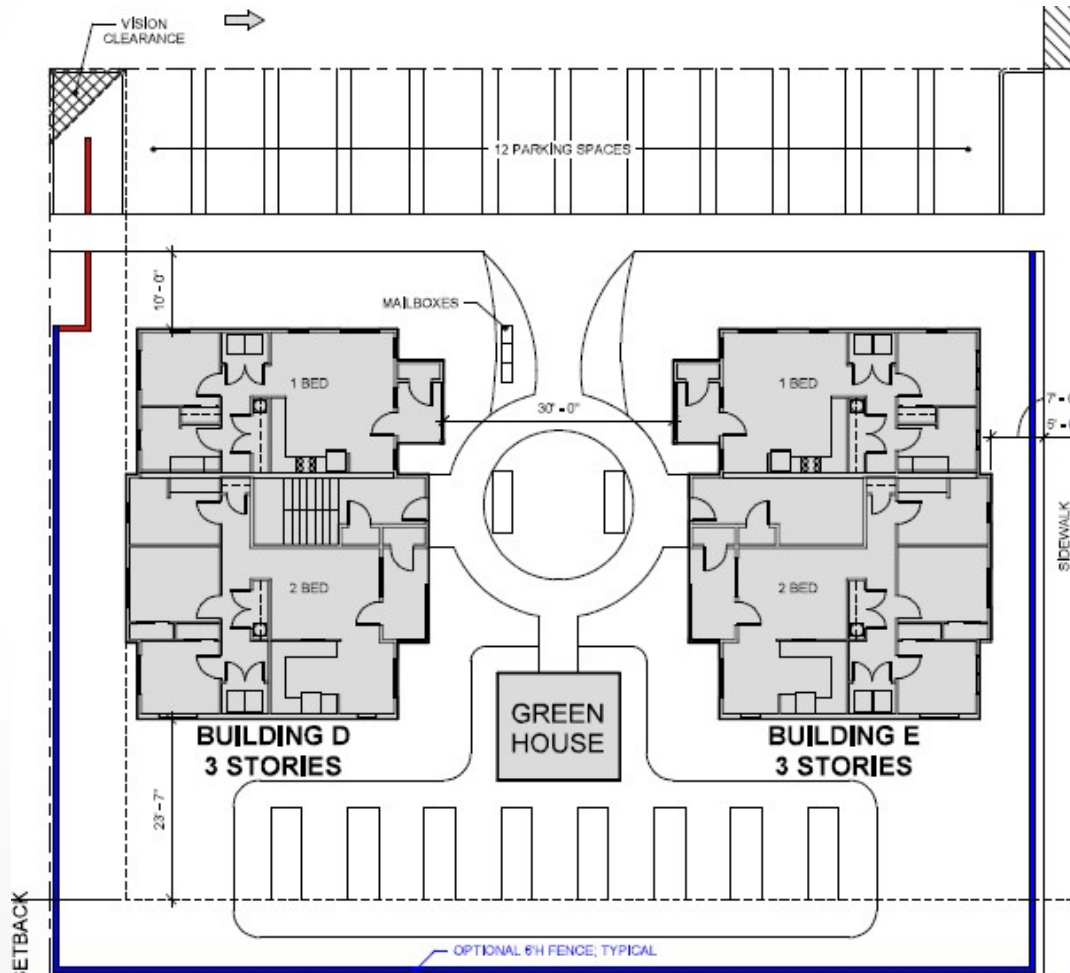 VISION
CLEARANCE
12 PARKING SPACES
10' - 0"
MAILBOXES
1 BED
1 BED
30' - 0"
SIDEWALK
2 BED
2 BED
GREEN
HOUSE
BUILDING D
3 STORIES
BUILDING E
3 STORIES
23' - 7"
SETBACK
OPTIONAL 6'H FENCE; TYPICAL